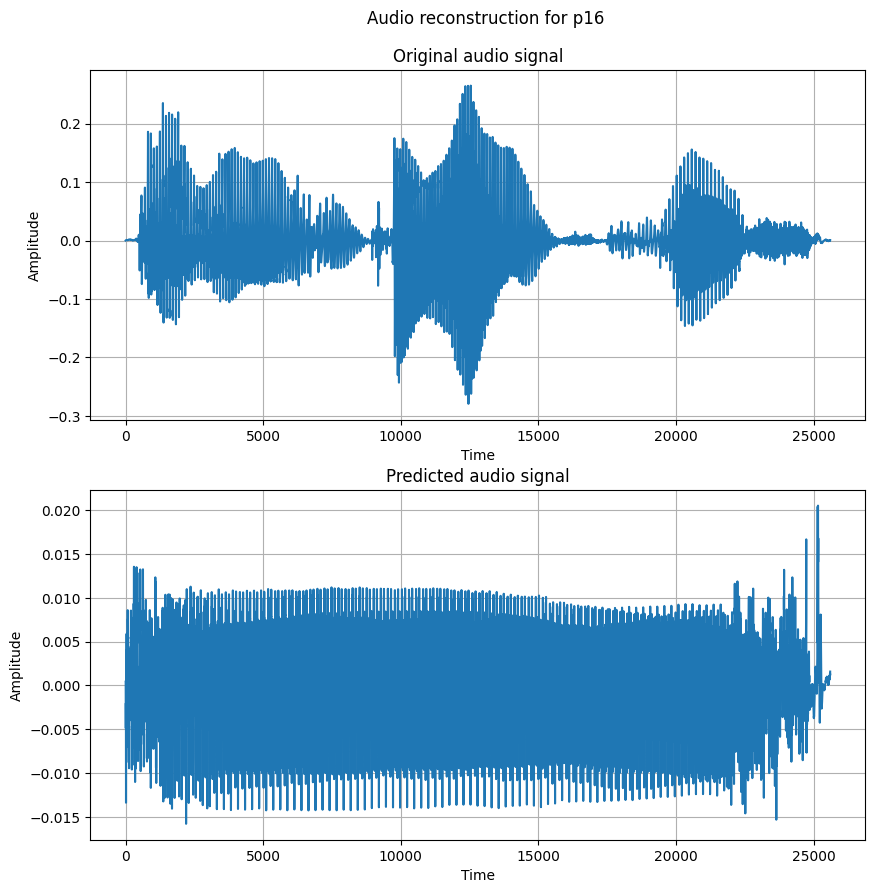 Audio reconstruction for p16
Original audio signal
0.2
0.1
0.0
−0.1
−0.2
−0.3
Amplitude
0 5000 10000 15000 20000 25000
Time
Predicted audio signal
0.020
0.015
0.010
0.005
0.000
−0.005
−0.010
−0.015
Amplitude
0 5000 10000 15000 20000 25000
Time